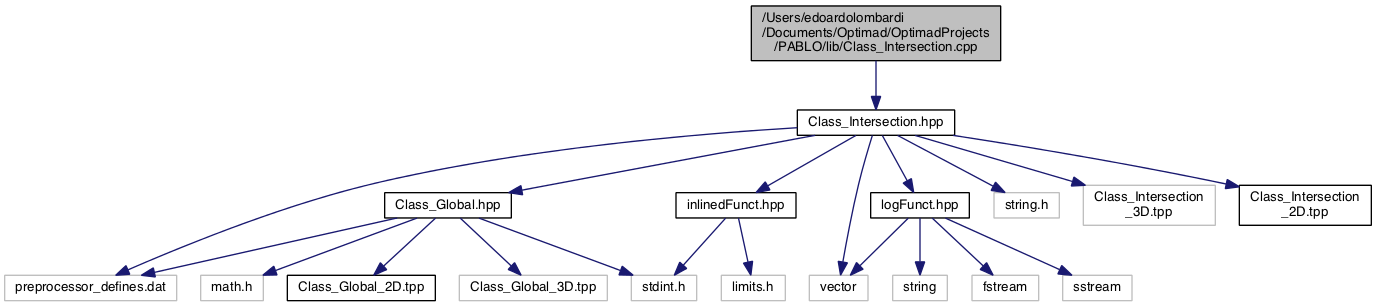 /Users/edoardolombardi
/Documents/Optimad/OptimadProjects
/PABLO/lib/Class_Intersection.cpp
Class_Intersection.hpp
Class_Global.hpp
inlinedFunct.hpp
logFunct.hpp
string.h
Class_Intersection
_3D.tpp
Class_Intersection
_2D.tpp
preprocessor_defines.dat
math.h
Class_Global_2D.tpp
Class_Global_3D.tpp
stdint.h
limits.h
vector
string
fstream
sstream